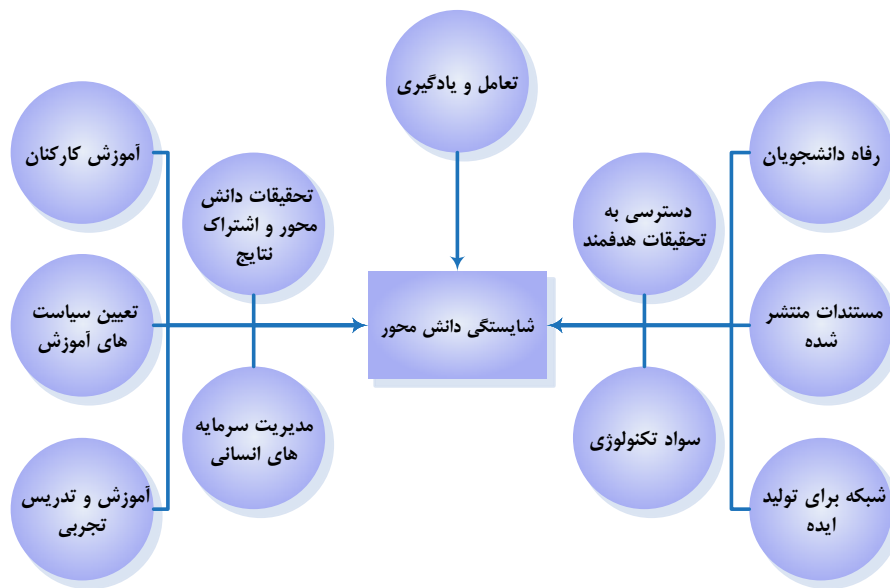 تعامل و یادگیری
رفاه دانشجویان
دسترسی به
تحقیقات هدفمند
مستندات منتشر
شده
سواد تکنولوژی
شبکه برای تولید
ایده
شایستگی دانش محور
تحقیقات دانش
محور و اشتراک
نتایج
مدیریت سرمایه
های انسانی
آموزش کارکنان
تعیین سیاست
های آموزش
آموزش و تدریس
تجربی